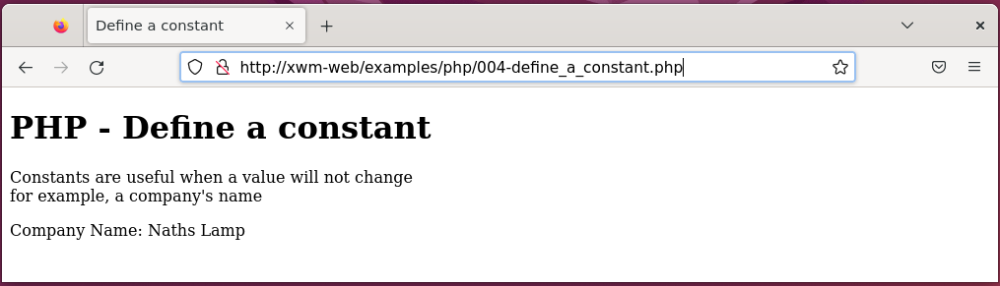 Define a constant
http://xwm-web/examples/php/004-define_a_constant.php
PHP - Define a constant
Constants are useful when a value will not change
for example, a company's name
Company Name: Naths Lamp